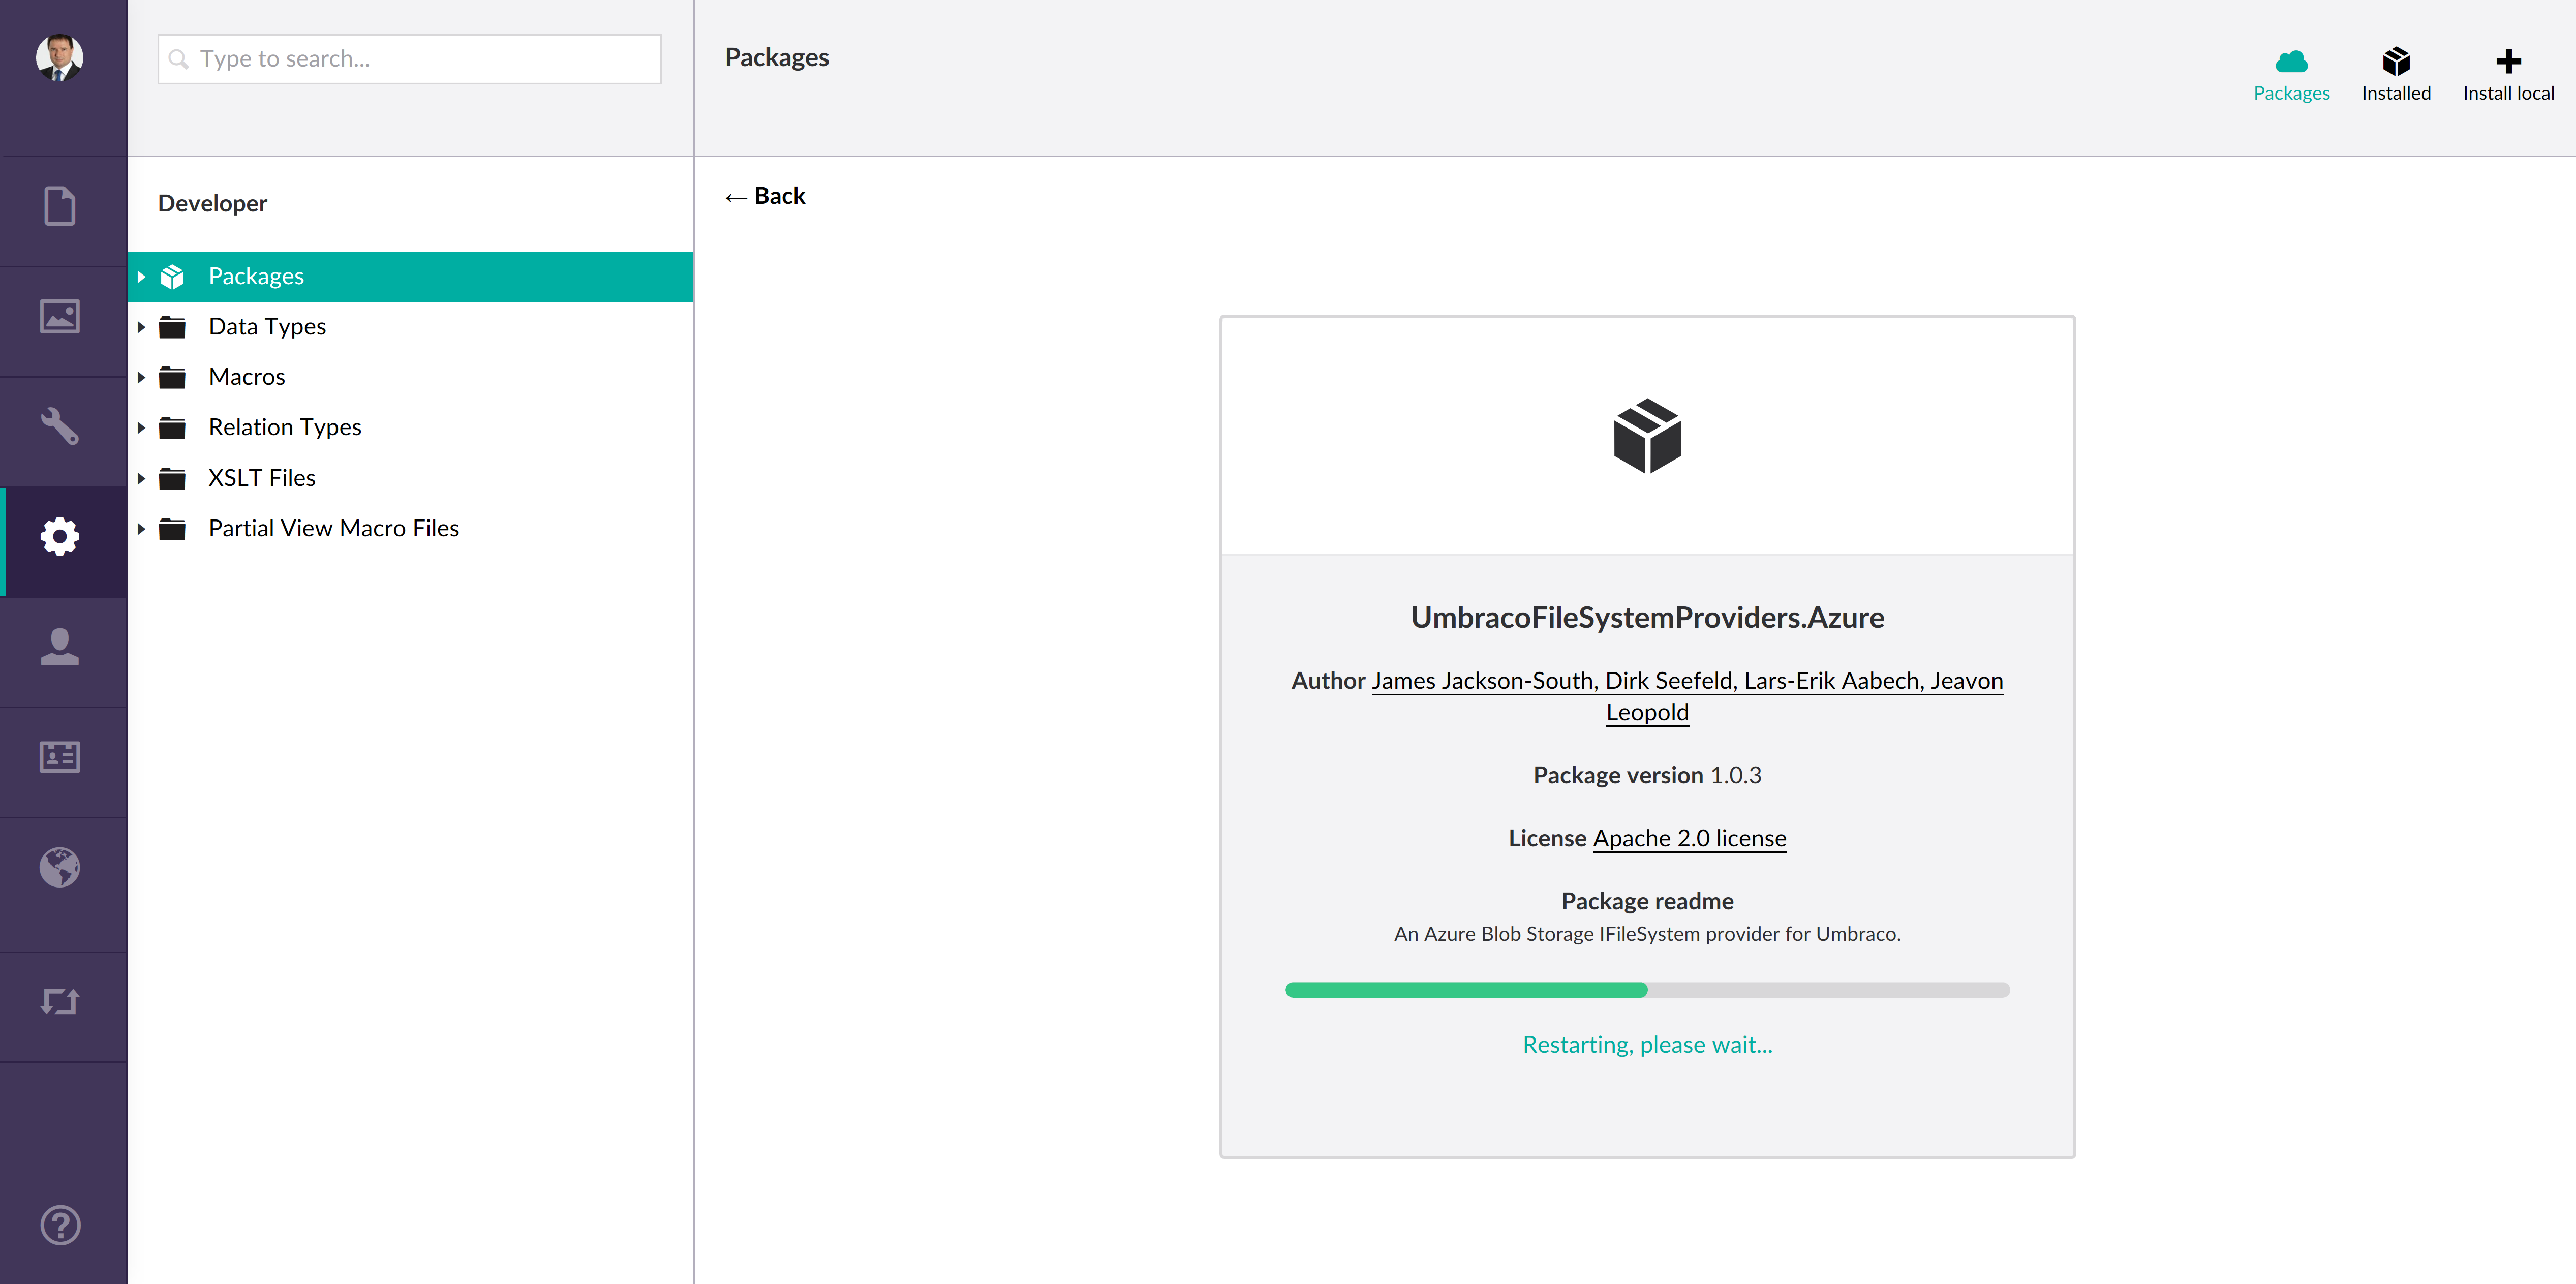 Type to search...
Packages
Packages
Installed
Install local
Developer
Packages
Data Types
Macros
Relation Types
XSLT Files
Partial View Macro Files
← Back
UmbracoFileSystemProviders.Azure
Author James Jackson-South, Dirk Seefeld, Lars-Erik Aabech, Jeavon
Leopold
Package version 1.0.3
License Apache 2.0 license
Package readme
An Azure Blob Storage IFileSystem provider for Umbraco.
Restarting, please wait...